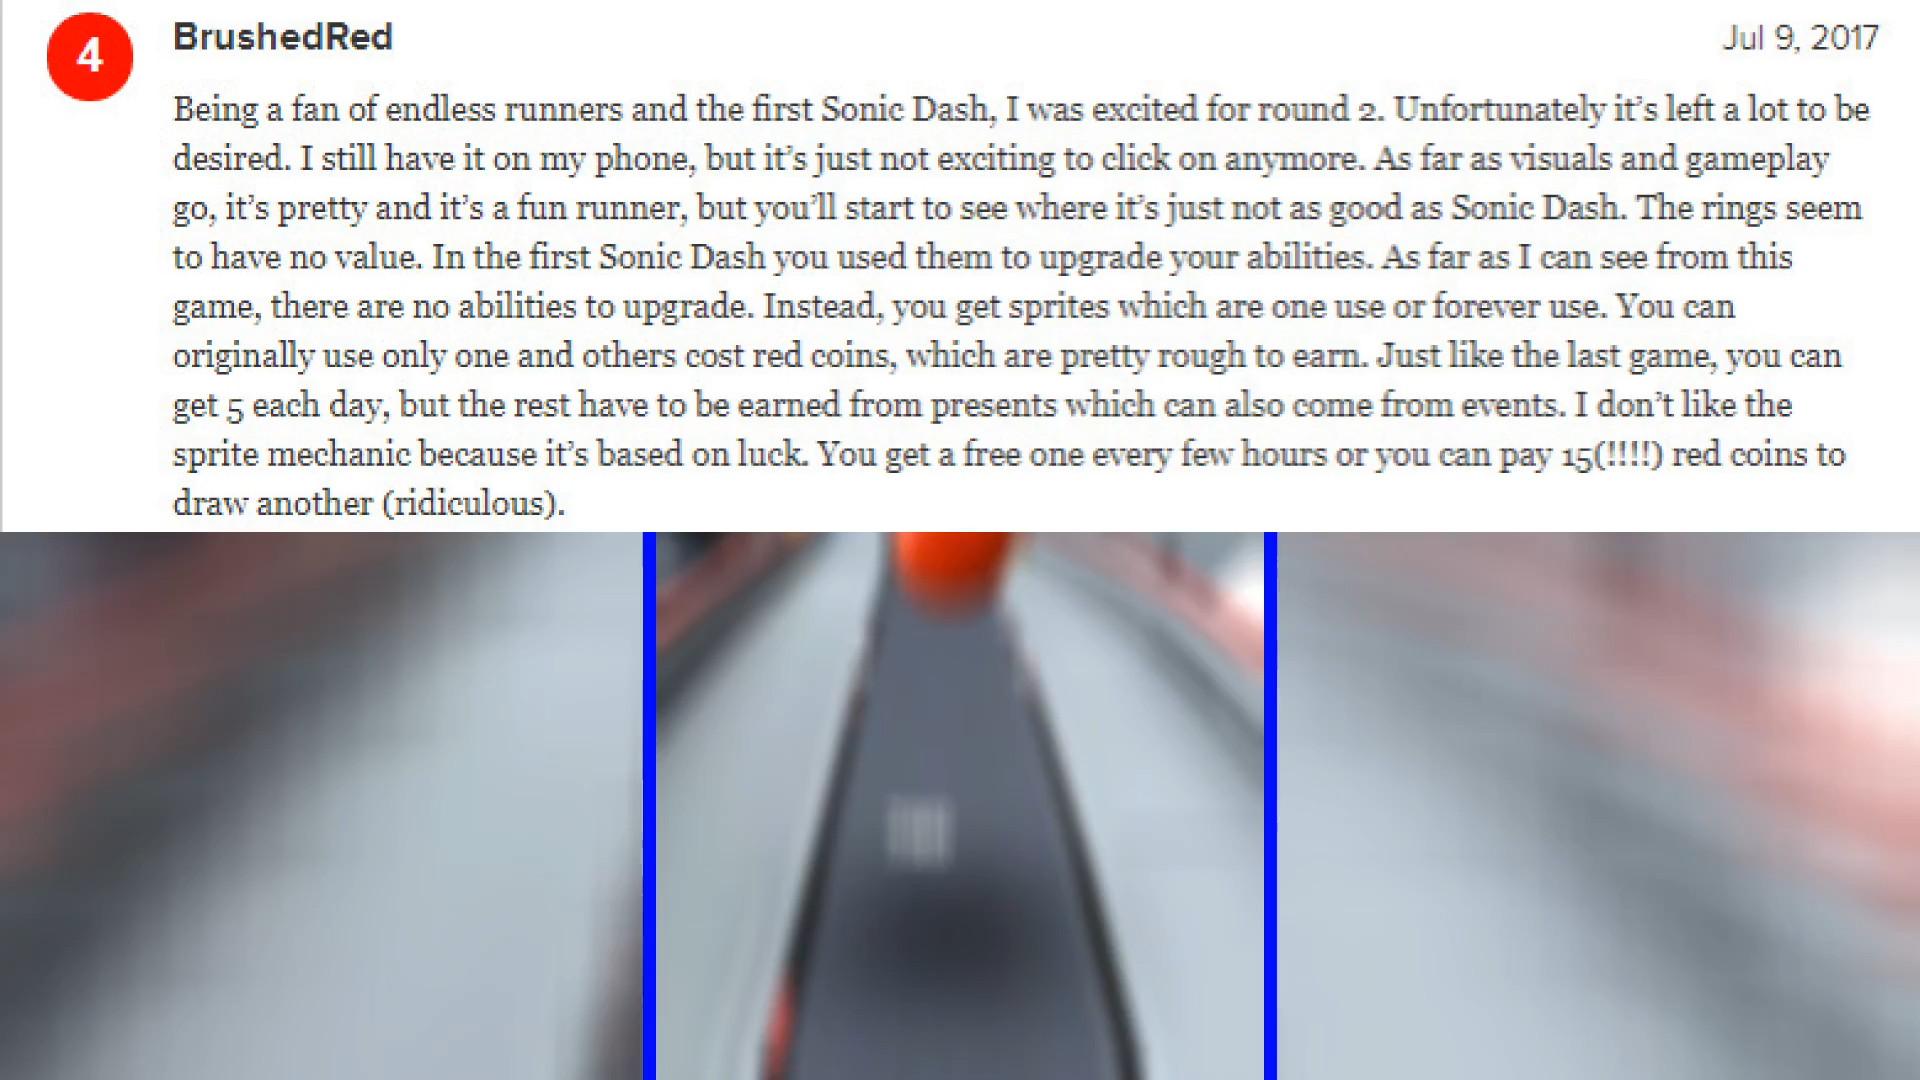 4
BrushedRed
Jul 9, 2017
Being a fan of endless runners and the first Sonic Dash, I was excited for round 2. Unfortunately it’s left a lot to be
desired. I still have it on my phone, but it’s just not exciting to click on anymore. As far as visuals and gameplay
go, it’s pretty and it’s a fun runner, but you’ll start to see where it’s just not as good as Sonic Dash. The rings seem
to have no value. In the first Sonic Dash you used them to upgrade your abilities. As far as I can see from this
game, there are no abilities to upgrade. Instead, you get sprites which are one use or forever use. You can
originally use only one and others cost red coins, which are pretty rough to earn. Just like the last game, you can
get 5 each day, but the rest have to be earned from presents which can also come from events. I don’t like the
sprite mechanic because it’s based on luck. You get a free one every few hours or you can pay 15(!!!!) red coins to
draw another (ridiculous).